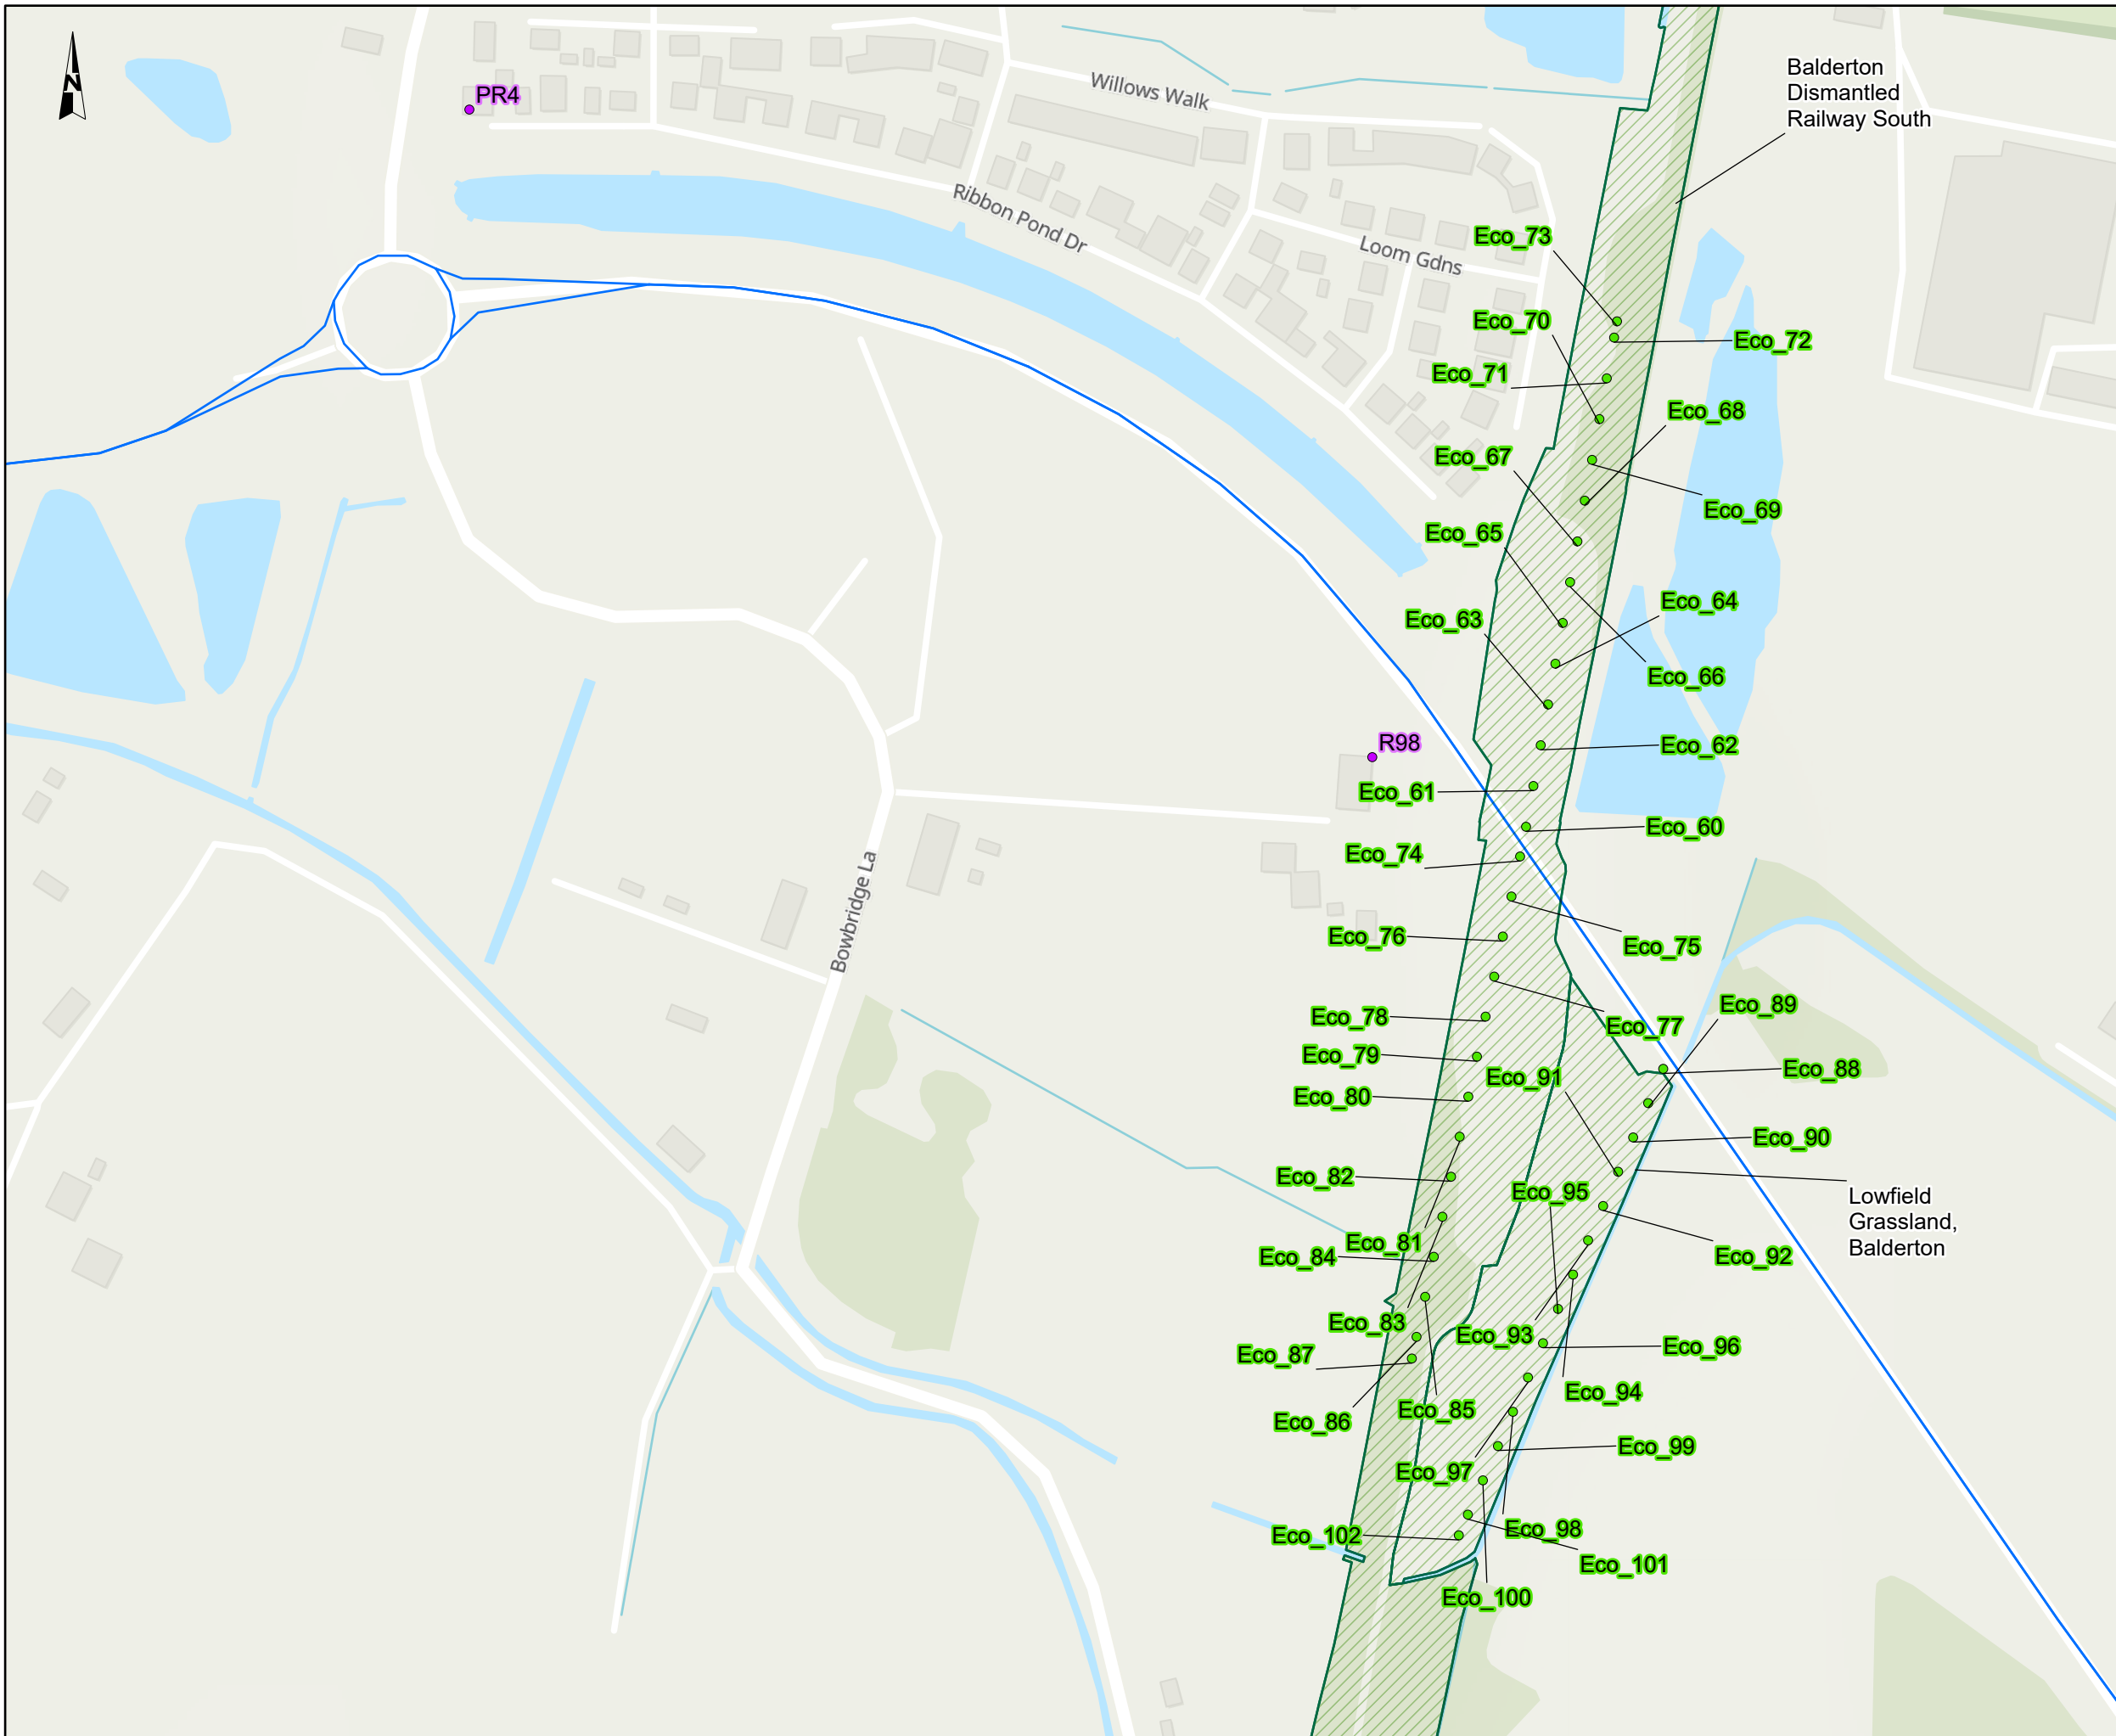 N
PR4
Willows Walk
Balderton
Dismantled
Railway South
Ribbon Pond Dr
Loom Gdns
Eco_73
Eco_70
Eco_72
Eco_71
Eco_68
Eco_67
Eco_69
Eco_65
Eco_64
Eco_63
Eco_66
R98
Eco_62
Eco_61
Eco_60
Eco_74
Bowbridge La
Eco_76
Eco_75
Eco_89
Eco_78
Eco_77
Eco_79
Eco_88
Eco_91
Eco_80
Eco_90
Eco_82
Eco_95
Lowfield
Grassland,
Balderton
Eco_81
Eco_84
Eco_92
Eco_83
Eco_93
Eco_96
Eco_87
Eco_94
Eco_85
Eco_86
Eco_99
Eco_97
Eco_98
Eco_102
Eco_101
Eco_100